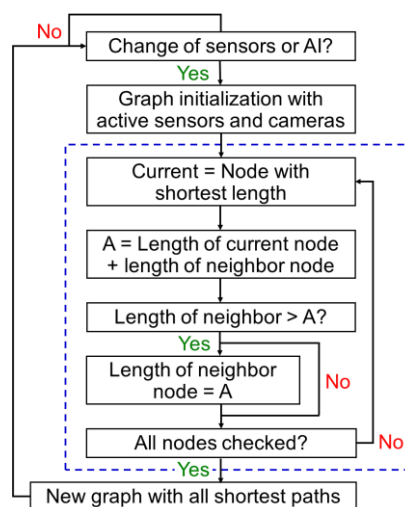 No
Change of sensors or AI?
Yes
Graph initialization with
active sensors and cameras
Current = Node with
shortest length
A = Length of current node
+ length of neighbor node
Length of neighbor > A?
Yes
Length of neighbor
node = A
No
All nodes checked?
No
Yes
New graph with all shortest paths